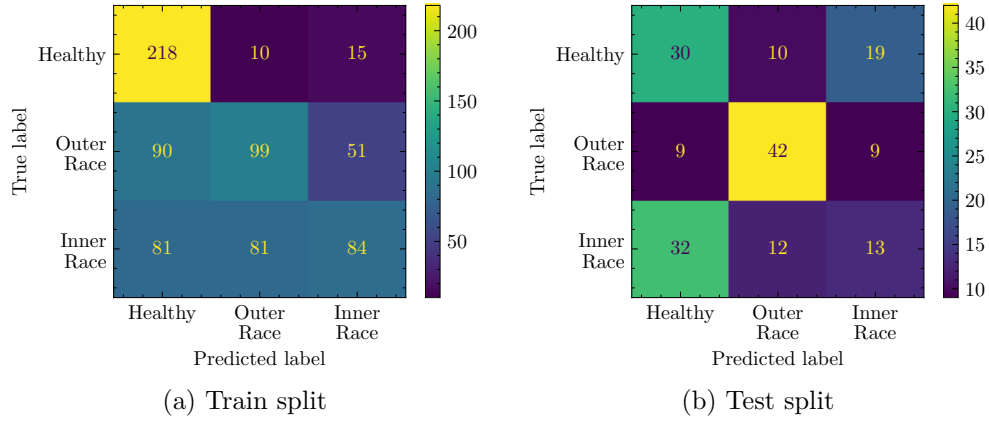 Healthy
Outer
Race
Inner
Race
True label
218 10 15
90 99 51
81 81 84
Healthy Outer Race Inner Race
Predicted label
200
150
100
50
(a) Train split
Healthy
Outer
Race
Inner
Race
True label
30 10 19
9 42 9
32 12 13
Healthy Outer Race Inner Race
Predicted label
40
35
30
25
20
15
10
(b) Test split